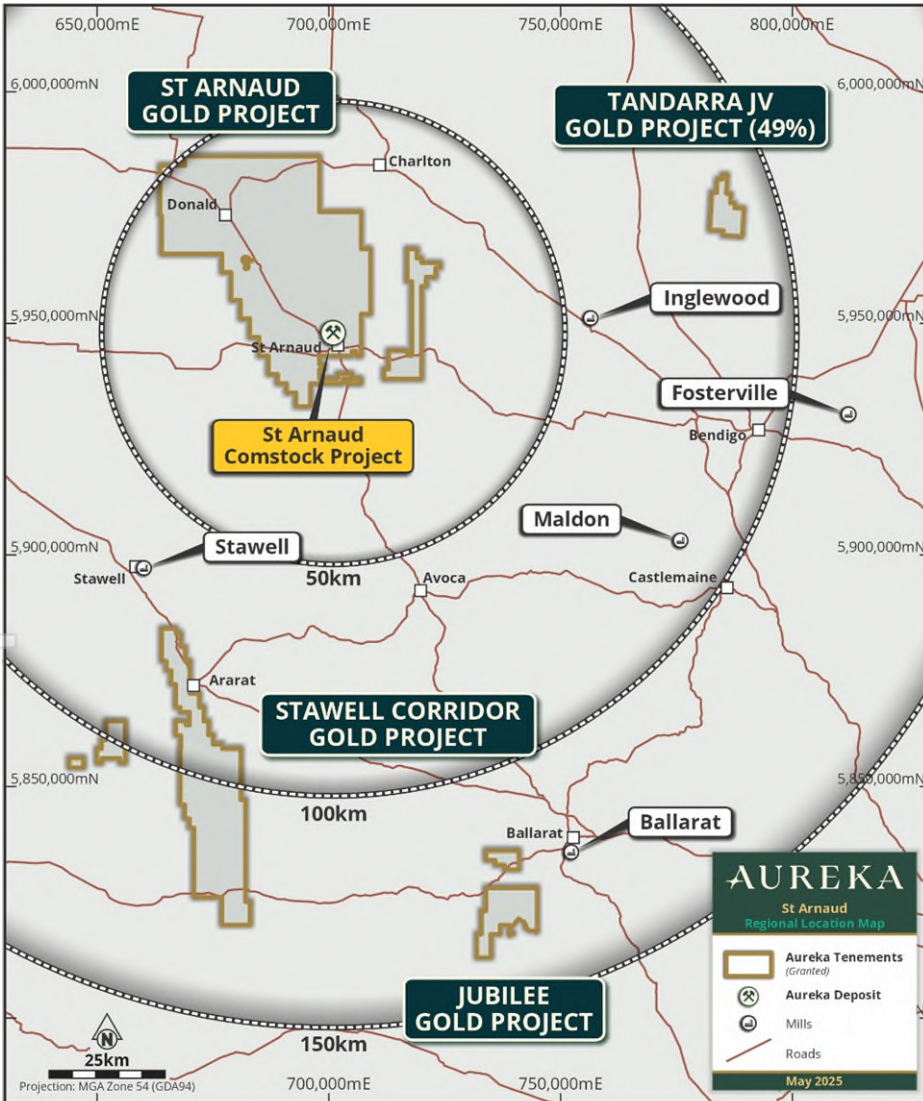 650,000mE
700,000mE
750,000mE
800,000mE
6,000,000mN
6,000,000mN
ST ARNAUD
GOLD PROJECT
TANDARRA JV
GOLD PROJECT (49%)
Charlton
Donald
Inglewood
5,950,000mN
5,950,000mN
St Arnaud
Fosterville
Bendigo
St Arnaud
Comstock Project
Maldon
Stawell
5,900,000mN
5,900,000mN
Stawell
50km
Avoca
Castlemaine
Ararat
STAWELL CORRIDOR
GOLD PROJECT
5,850,000mN
5,850,000mN
100km
Ballarat
Ballarat
JUBILEE
GOLD PROJECT
150km
N
25km
Projection: MGA Zone 54 (GDA94)
700,000mE
750,000mE
AUREKA
St Arnaud
Regional Location Map
Aureka Tenements
(Granted)
Aureka Deposit
Mills
Roads
May 2025